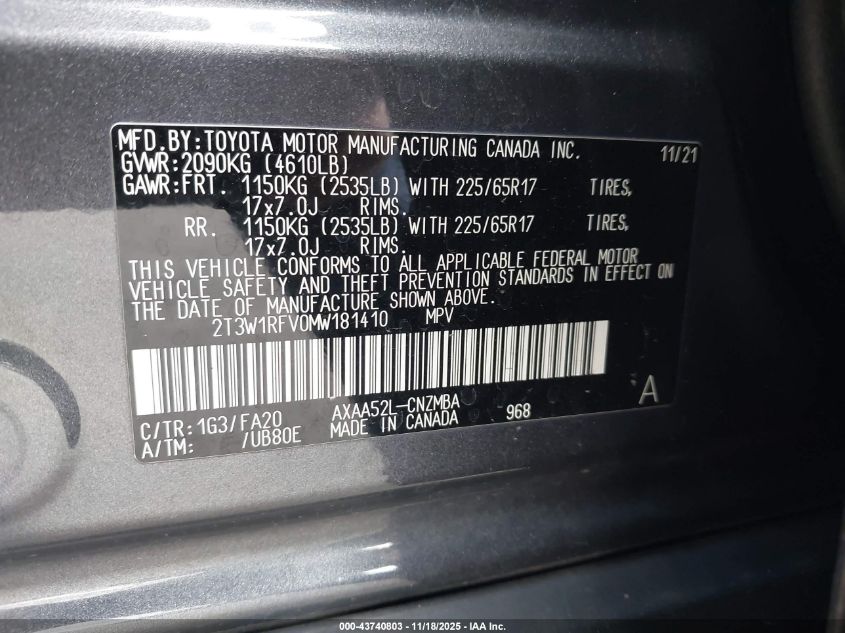 MFD.BY:TOYOTA MOTOR MANUFACTURING CANADA INC. 11/21
GVWR:2090KG (4610LB)
GAWR:FRT. 1150KG (2535LB) WITH 225/65R17 TIRES,
17x7.0J RIMS.
RR. 1150KG (2535LB) WITH 225/65R17 TIRES,
17x7.0J RIMS.
THIS VEHICLE CONFORMS TO ALL APPLICABLE FEDERAL MOTOR
VEHICLE SAFETY AND THEFT PREVENTION STANDARDS IN EFFECT ON
THE DATE OF MANUFACTURE SHOWN ABOVE.
2T3W1RFV0MW181410 MPV
C/TR:1G3/FA20 AXAA52L-CNZMBA 968 A
A/TM: /UB80E MADE IN CANADA
000-43740803 — 11/18/2025 — IAA Inc.